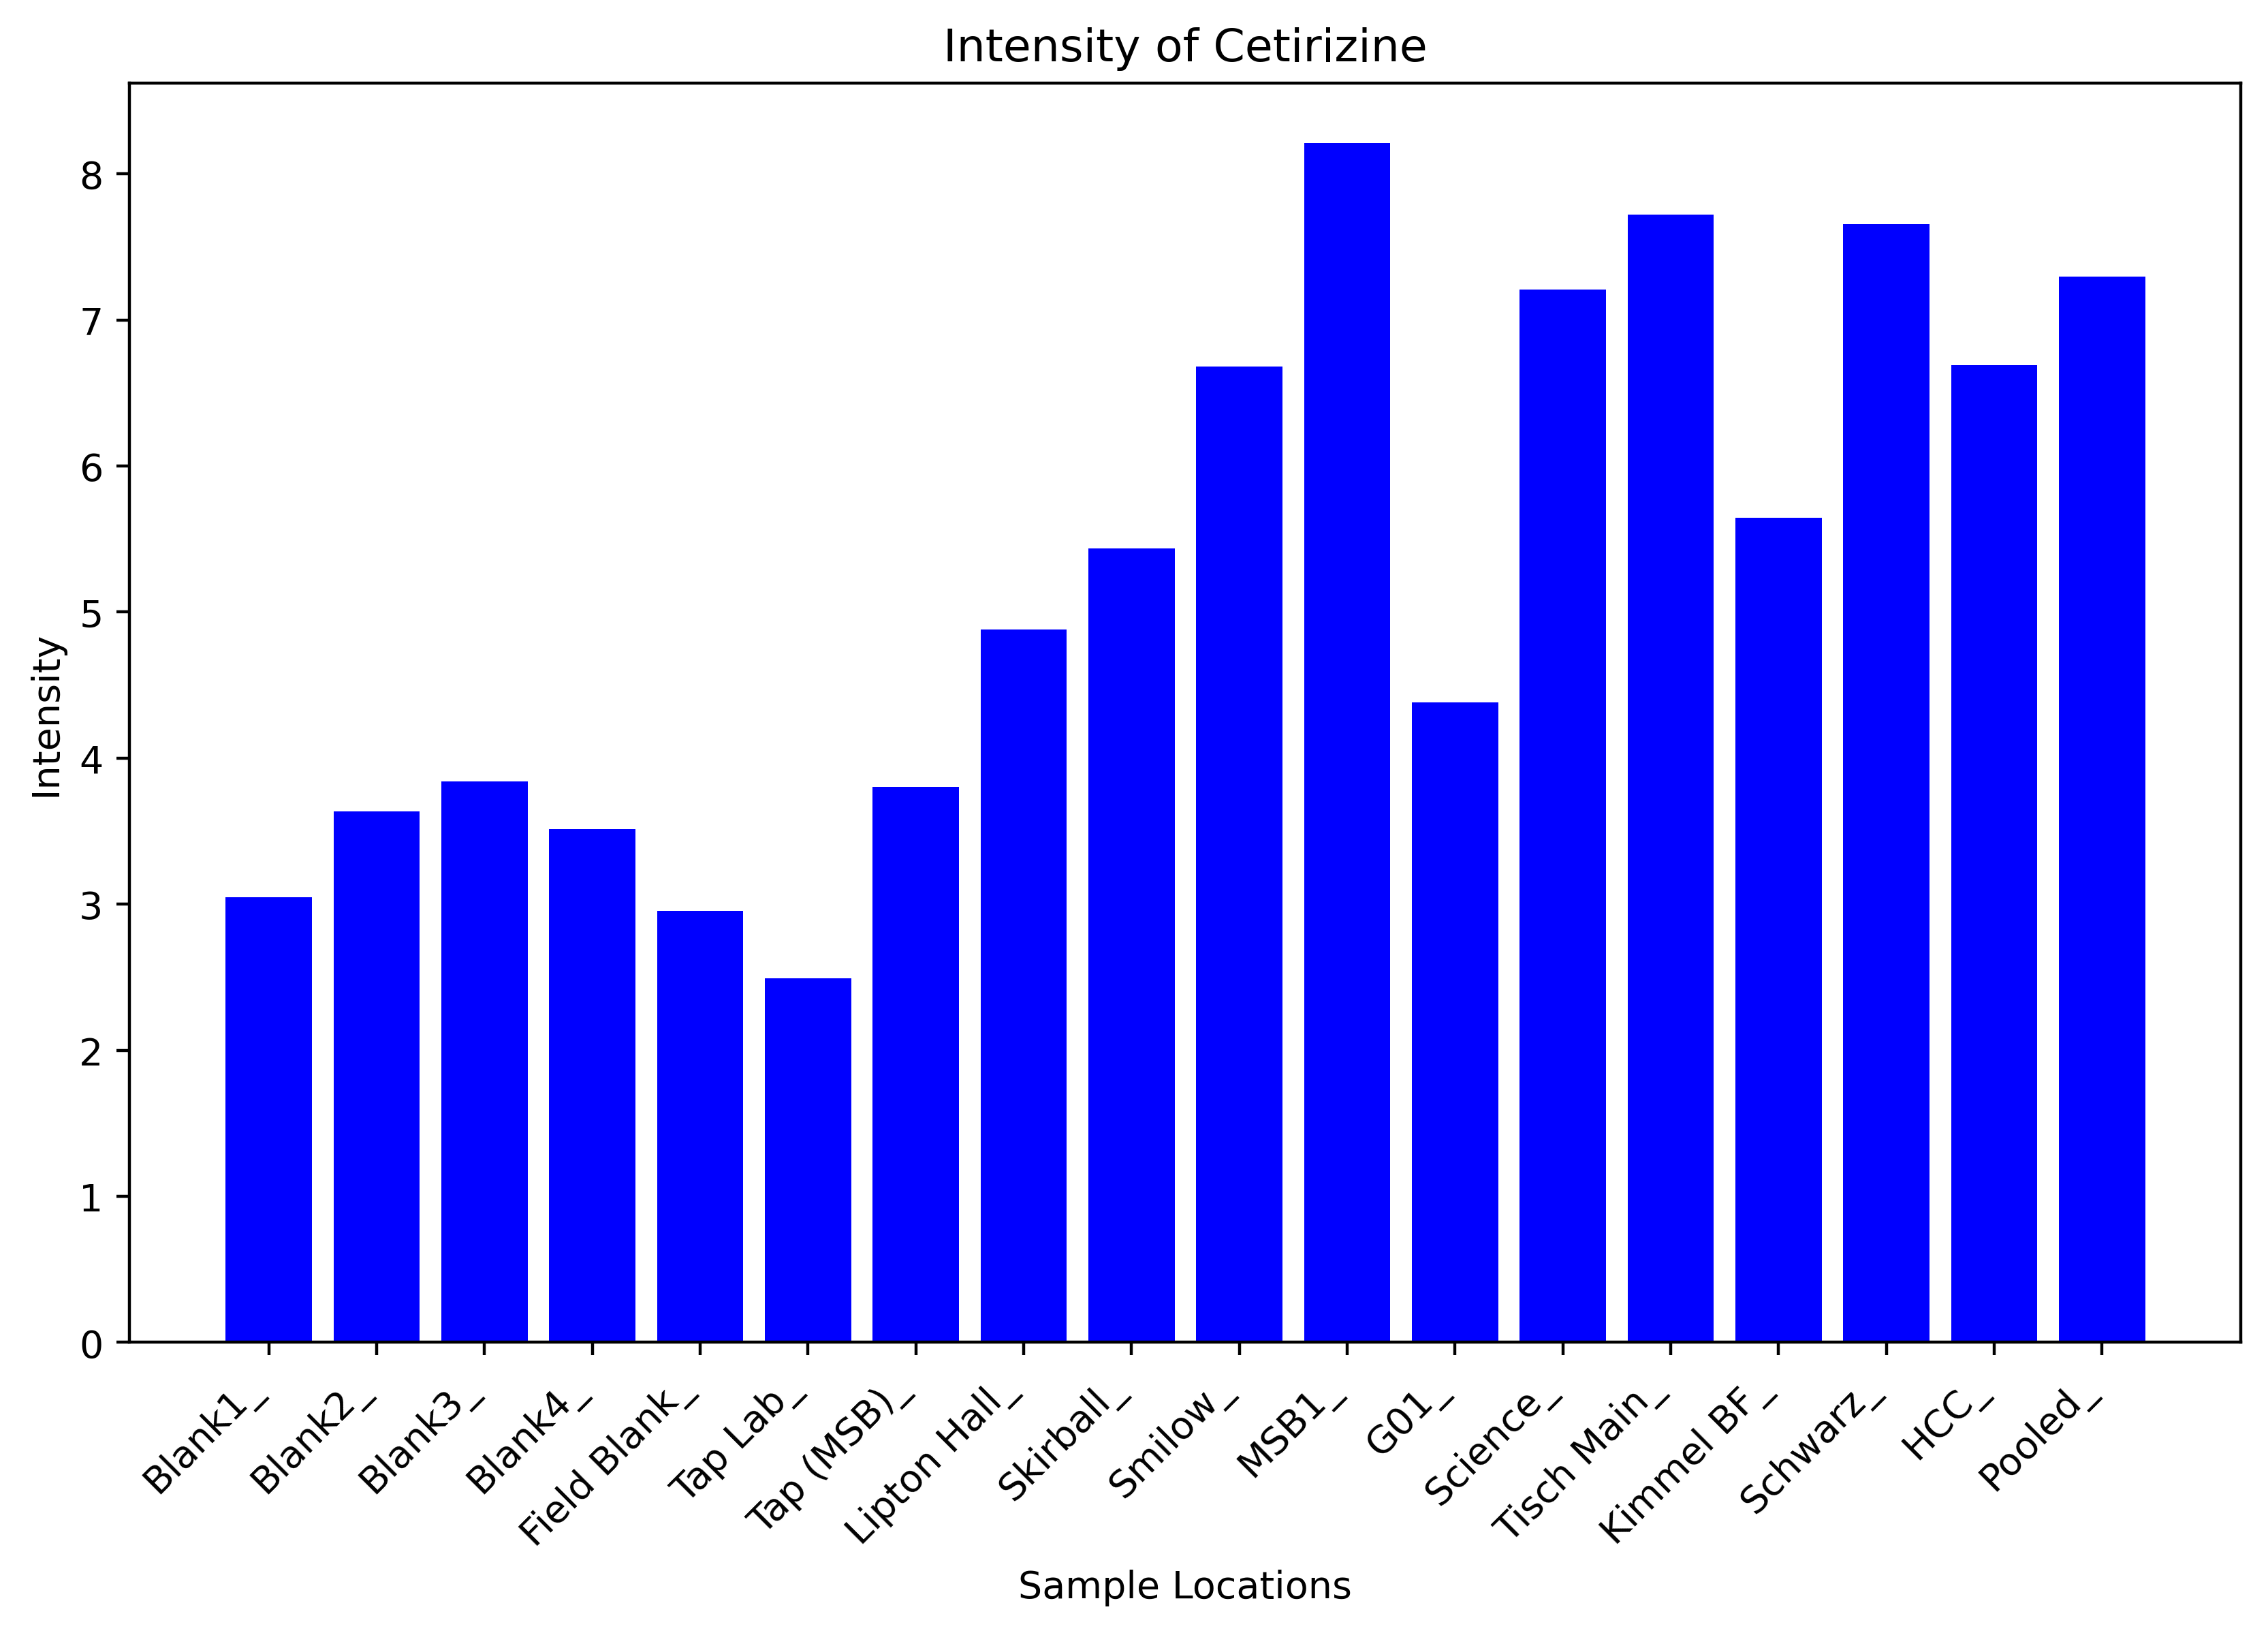 Intensity of Cetirizine
Intensity
8
7
6
5
4
3
2
1
0
Blank1_
Blank2_
Blank3_
Blank4_
Field Blank_
Tap Lab_
Tap (MSB)_
Lipton Hall_
Skirball_
Smilow_
MSB1_
G01_
Science_
Tisch Main_
Kimmel BF_
Schwarz_
HCC_
Pooled_
Sample Locations